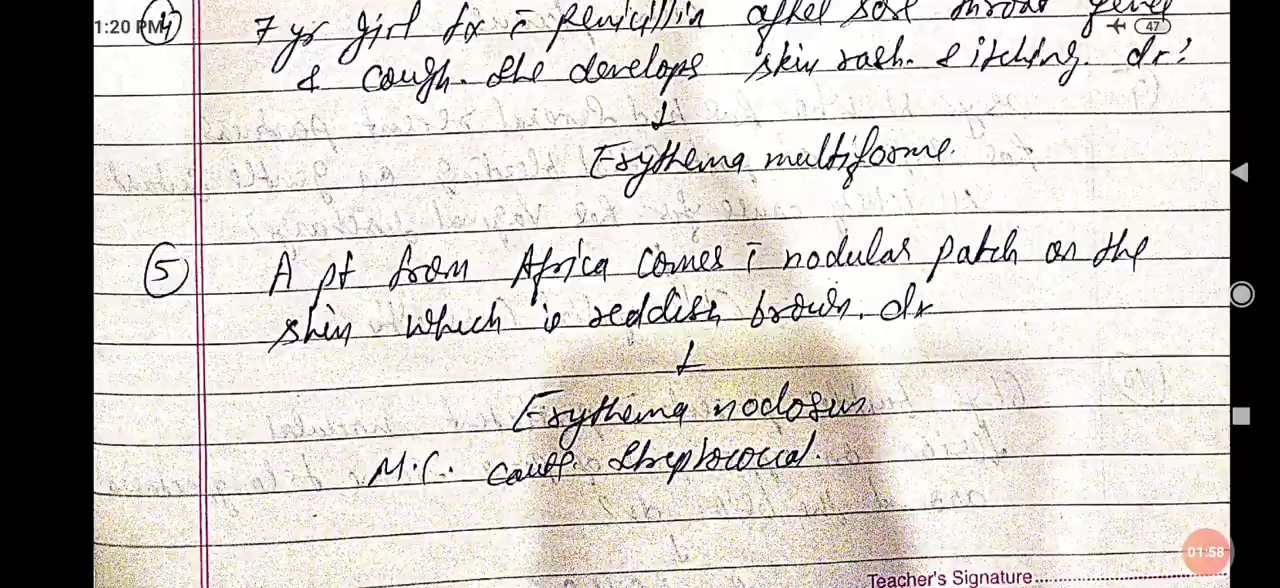 1:20 PM
47
4
7 yr girl tx c̄ penicillin after sore throat fever
& cough. She develops skin rash & itching. dx?
↓
Erythema multiforme.
5
A pt from Africa comes c̄ nodular patch on the
skin which is reddish brown. dx
↓
Erythema nodosum
M.C. cause Streptococcal.
01:58
Teacher's Signature